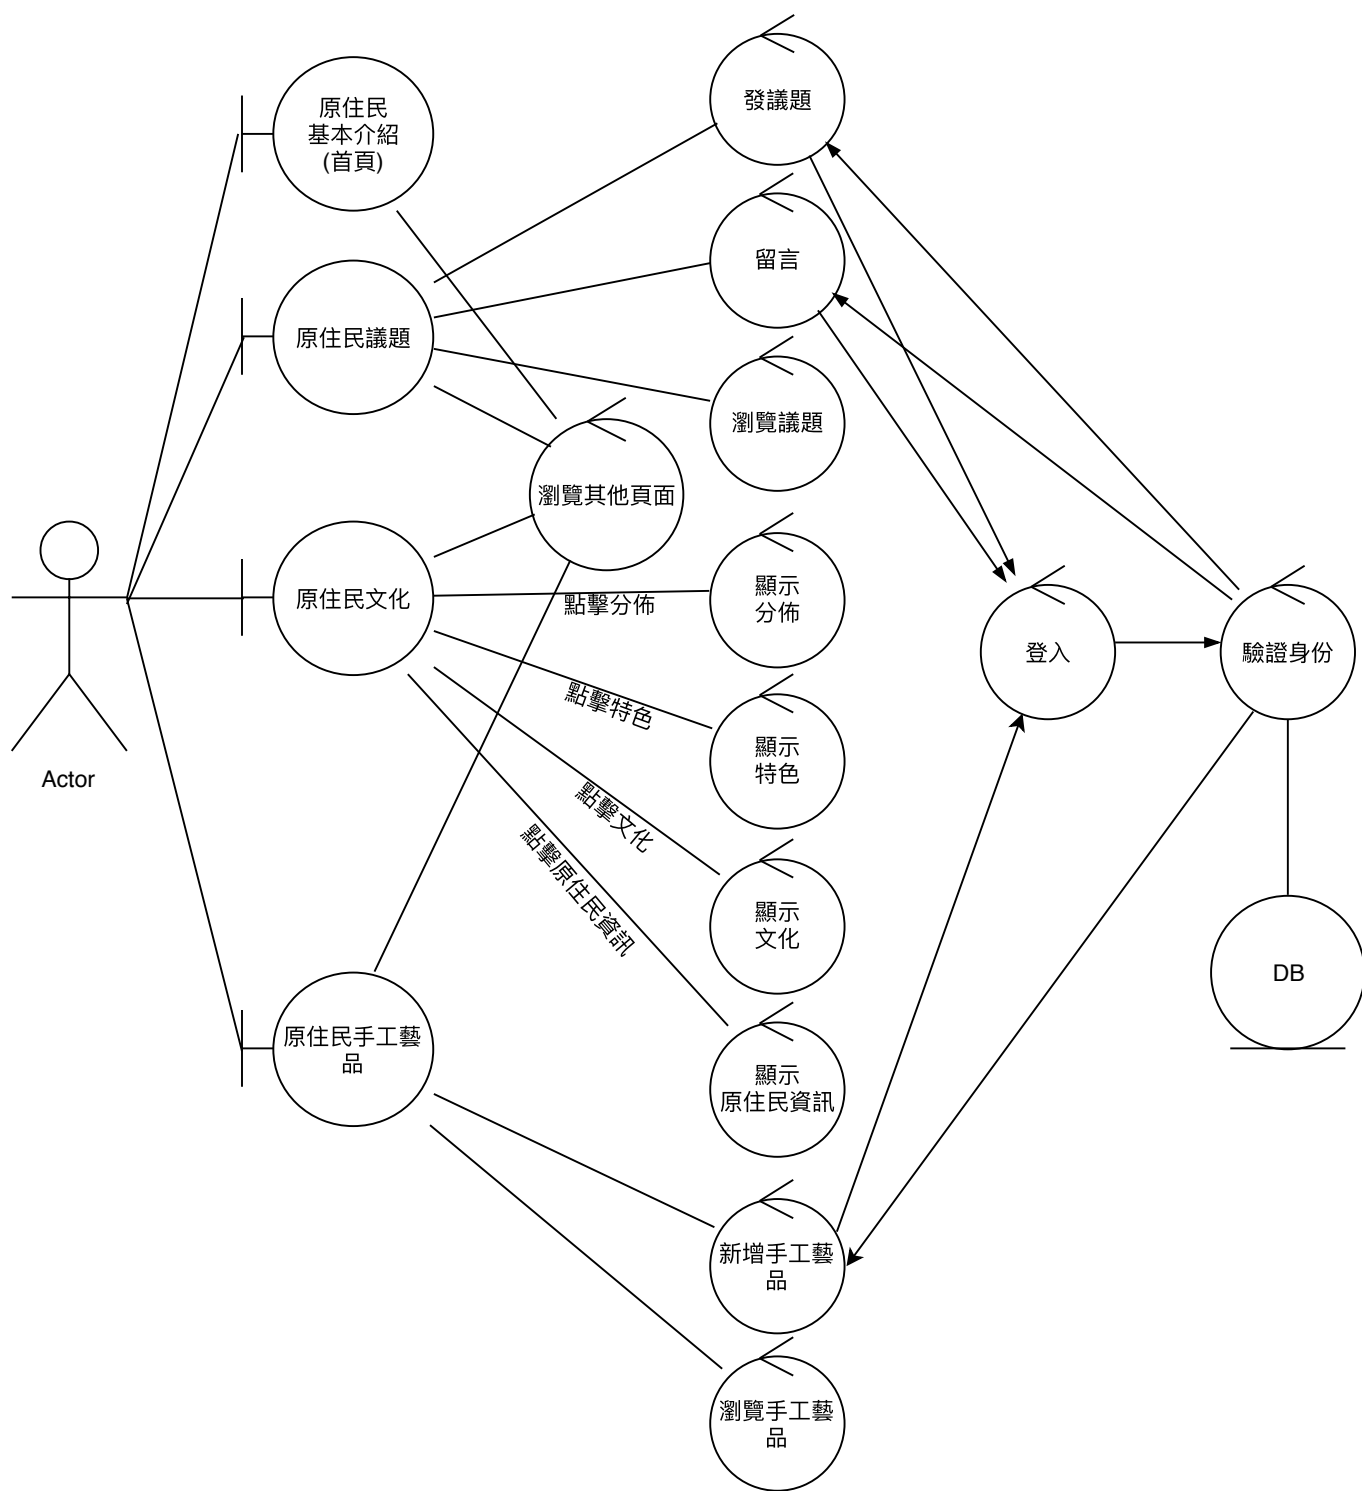 原住民
基本介紹
(首頁)
發議題
留言
原住民議題
瀏覽議題
瀏覽其他頁面
原住民文化
點擊分佈
顯示
分佈
登入
驗證身份
點擊特色
顯示
特色
Actor
點擊文化
點擊原住民資訊
顯示
文化
DB
原住民手工藝
品
顯示
原住民資訊
新增手工藝
品
瀏覽手工藝
品